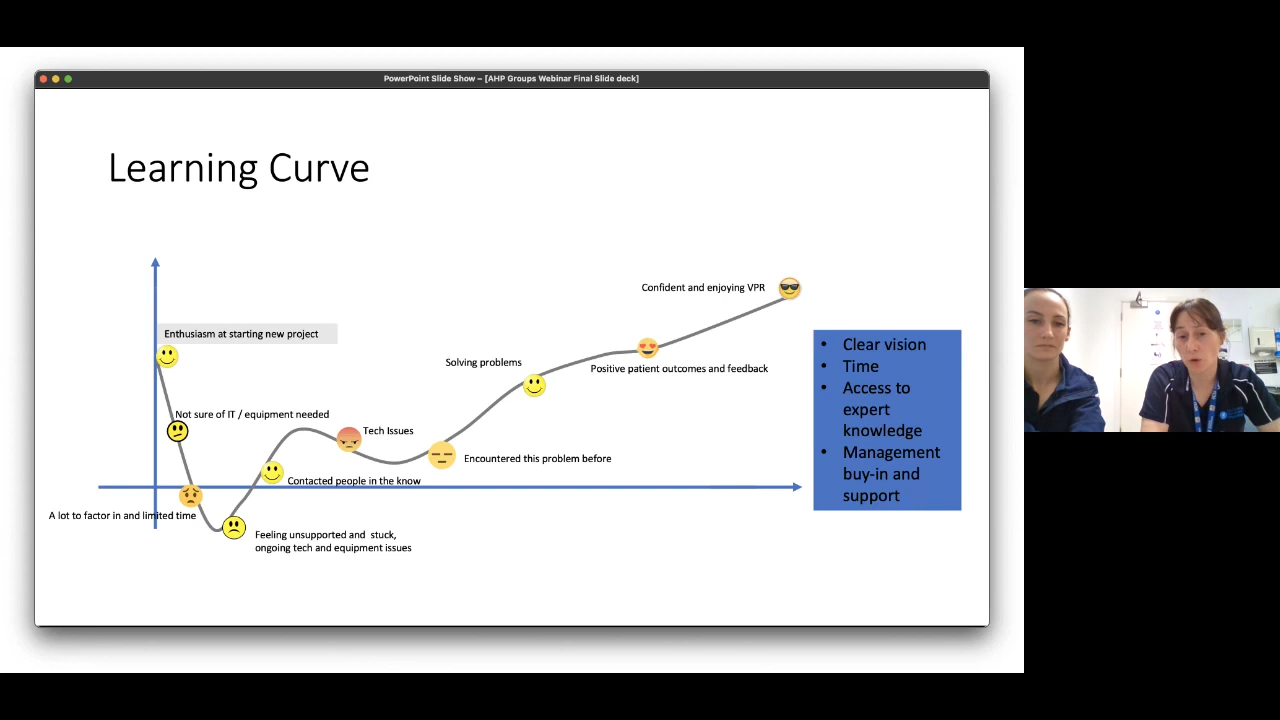 PowerPoint Slide Show – [AHP Groups Webinar Final Slide deck]
Learning Curve
Confident and enjoying VPR
Enthusiasm at starting new project
Solving problems
Positive patient outcomes and feedback
Not sure of IT / equipment needed
Tech Issues
Encountered this problem before
Contacted people in the know
A lot to factor in and limited time
Feeling unsupported and stuck,
ongoing tech and equipment issues
• Clear vision
• Time
• Access to
expert
knowledge
• Management
buy-in and
support